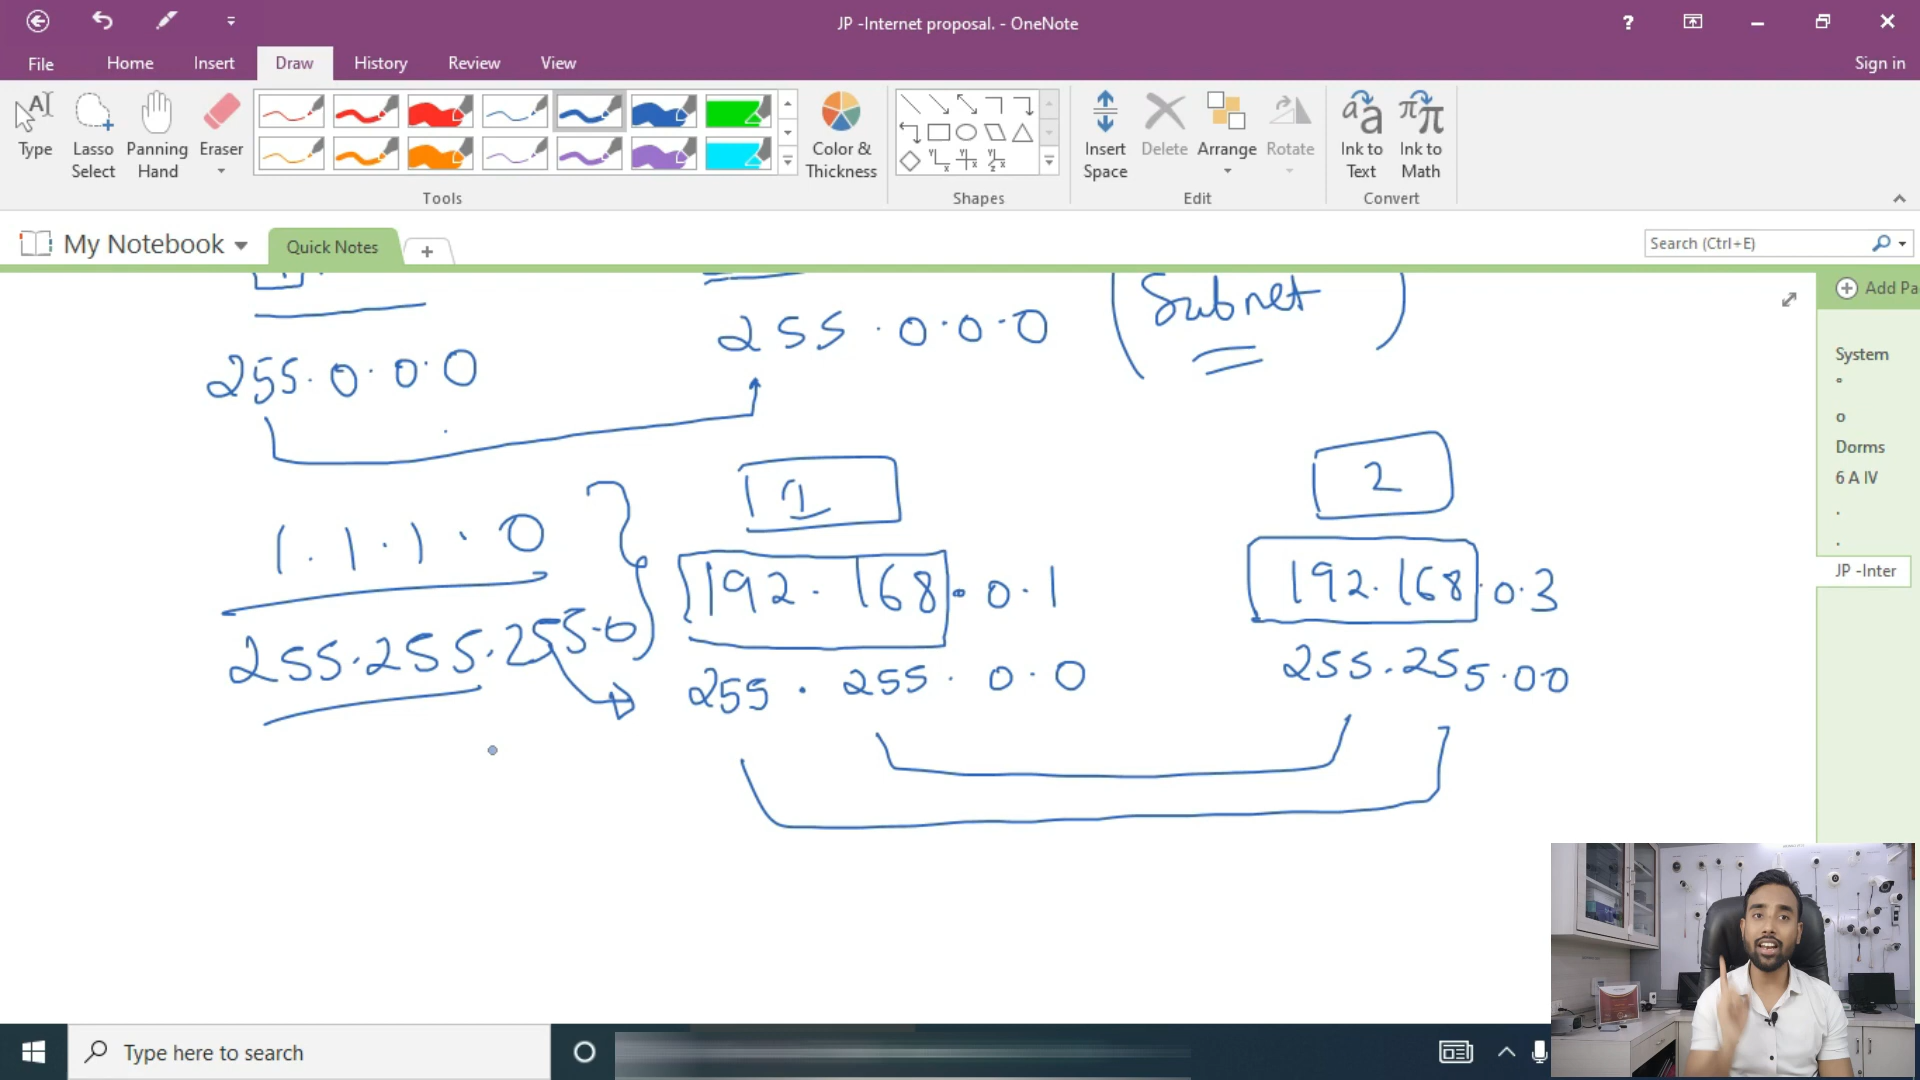 JP -Internet proposal. - OneNote
?
File
Home
Insert
Draw
History
Review
View
Sign in
Type
Lasso Select
Panning Hand
Eraser
Color & Thickness
Insert Space
Delete
Arrange
Rotate
Ink to Text
Ink to Math
Tools
Shapes
Edit
Convert
My Notebook
Quick Notes
Search (Ctrl+E)
Add Pa
System
o
Dorms
6 A IV
.
.
JP -Inter
(Subnet)
255.0.0.0
255.0.0.0
1
2
1.1.1.0
192.168.0.1
192.168.0.3
255.255.255.0
255.255.0.0
255.255.0.0
Type here to search